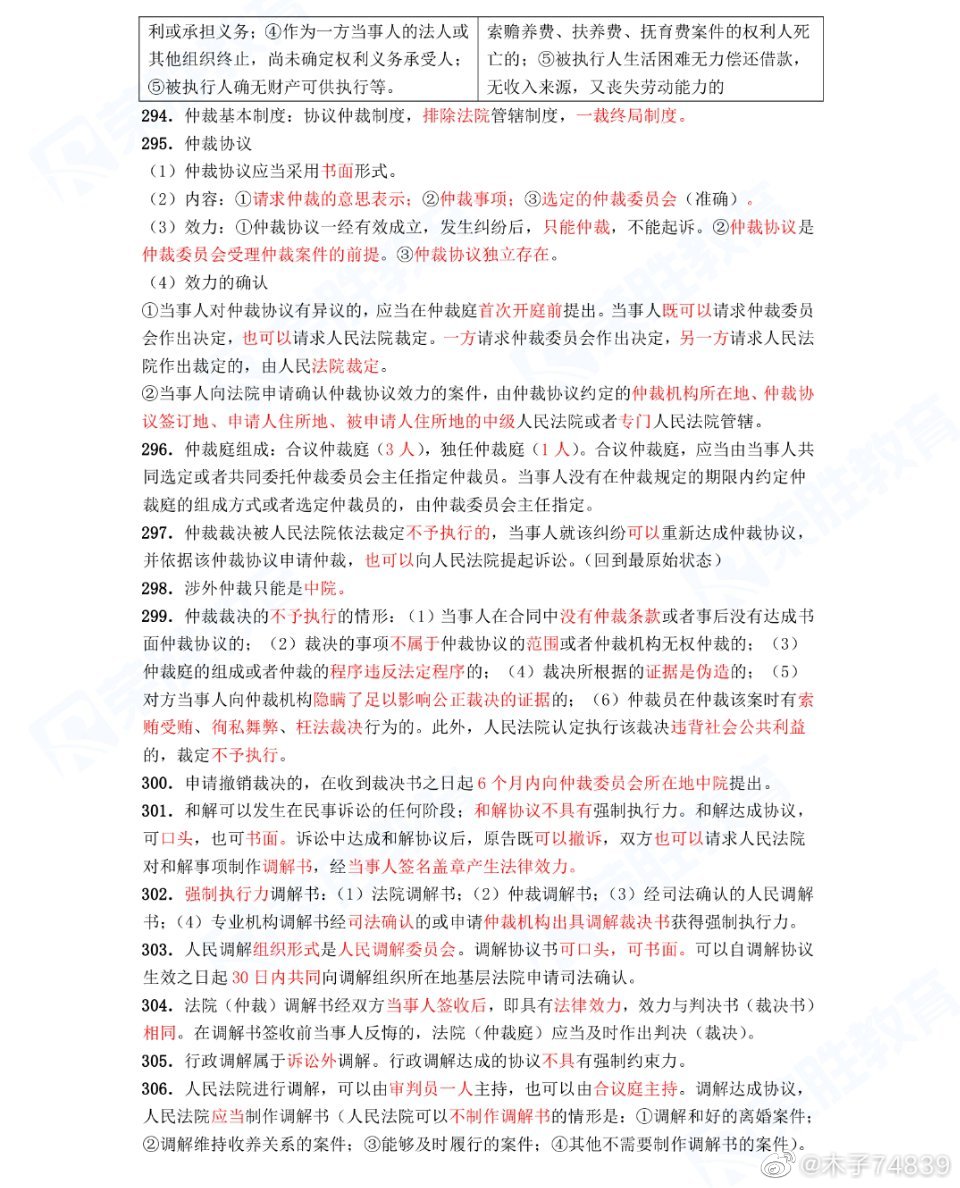 利或承担义务；④作为一方当事人的法人或
其他组织终止，尚未确定权利义务承受人；
⑤被执行人确无财产可供执行等。
索赡养费、扶养费、抚育费案件的权利人死
亡的；⑤被执行人生活困难无力偿还借款，
无收入来源，又丧失劳动能力的
294．仲裁基本制度：协议仲裁制度，排除法院管辖制度，一裁终局制度。
295．仲裁协议
（1）仲裁协议应当采用书面形式。
（2）内容：①请求仲裁的意思表示；②仲裁事项；③选定的仲裁委员会（准确）。
（3）效力：①仲裁协议一经有效成立，发生纠纷后，只能仲裁，不能起诉。②仲裁协议是
仲裁委员会受理仲裁案件的前提。③仲裁协议独立存在。
（4）效力的确认
①当事人对仲裁协议有异议的，应当在仲裁庭首次开庭前提出。当事人既可以请求仲裁委员
会作出决定，也可以请求人民法院裁定。一方请求仲裁委员会作出决定，另一方请求人民法
院作出裁定的，由人民法院裁定。
②当事人向法院申请确认仲裁协议效力的案件，由仲裁协议约定的仲裁机构所在地、仲裁协
议签订地、申请人住所地、被申请人住所地的中级人民法院或者专门人民法院管辖。
296．仲裁庭组成：合议仲裁庭（3 人），独任仲裁庭（1 人）。合议仲裁庭，应当由当事人共
同选定或者共同委托仲裁委员会主任指定仲裁员。当事人没有在仲裁规定的期限内约定仲
裁庭的组成方式或者选定仲裁员的，由仲裁委员会主任指定。
297．仲裁裁决被人民法院依法裁定不予执行的，当事人就该纠纷可以重新达成仲裁协议，
并依据该仲裁协议申请仲裁，也可以向人民法院提起诉讼。（回到最原始状态）
298．涉外仲裁只能是中院。
299．仲裁裁决的不予执行的情形：（1）当事人在合同中没有仲裁条款或者事后没有达成书
面仲裁协议的；（2）裁决的事项不属于仲裁协议的范围或者仲裁机构无权仲裁的；（3）
仲裁庭的组成或者仲裁的程序违反法定程序的；（4）裁决所根据的证据是伪造的；（5）
对方当事人向仲裁机构隐瞒了足以影响公正裁决的证据的；（6）仲裁员在仲裁该案时有索
贿受贿、徇私舞弊、枉法裁决行为的。此外，人民法院认定执行该裁决违背社会公共利益
的，裁定不予执行。
300．申请撤销裁决的，在收到裁决书之日起 6 个月内向仲裁委员会所在地中院提出。
301．和解可以发生在民事诉讼的任何阶段；和解协议不具有强制执行力。和解达成协议，
可口头，也可书面。诉讼中达成和解协议后，原告既可以撤诉，双方也可以请求人民法院
对和解事项制作调解书，经当事人签名盖章产生法律效力。
302．强制执行力调解书：（1）法院调解书；（2）仲裁调解书；（3）经司法确认的人民调解
书；（4）专业机构调解书经司法确认的或申请仲裁机构出具调解裁决书获得强制执行力。
303．人民调解组织形式是人民调解委员会。调解协议书可口头，可书面。可以自调解协议
生效之日起 30 日内共同向调解组织所在地基层法院申请司法确认。
304．法院（仲裁）调解书经双方当事人签收后，即具有法律效力，效力与判决书（裁决书）
相同。在调解书签收前当事人反悔的，法院（仲裁庭）应当及时作出判决（裁决）。
305．行政调解属于诉讼外调解。行政调解达成的协议不具有强制约束力。
306．人民法院进行调解，可以由审判员一人主持，也可以由合议庭主持。调解达成协议，
人民法院应当制作调解书（人民法院可以不制作调解书的情形是：①调解和好的离婚案件；
②调解维持收养关系的案件；③能够及时履行的案件；④其他不需要制作调解书的案件）。
@木子74839